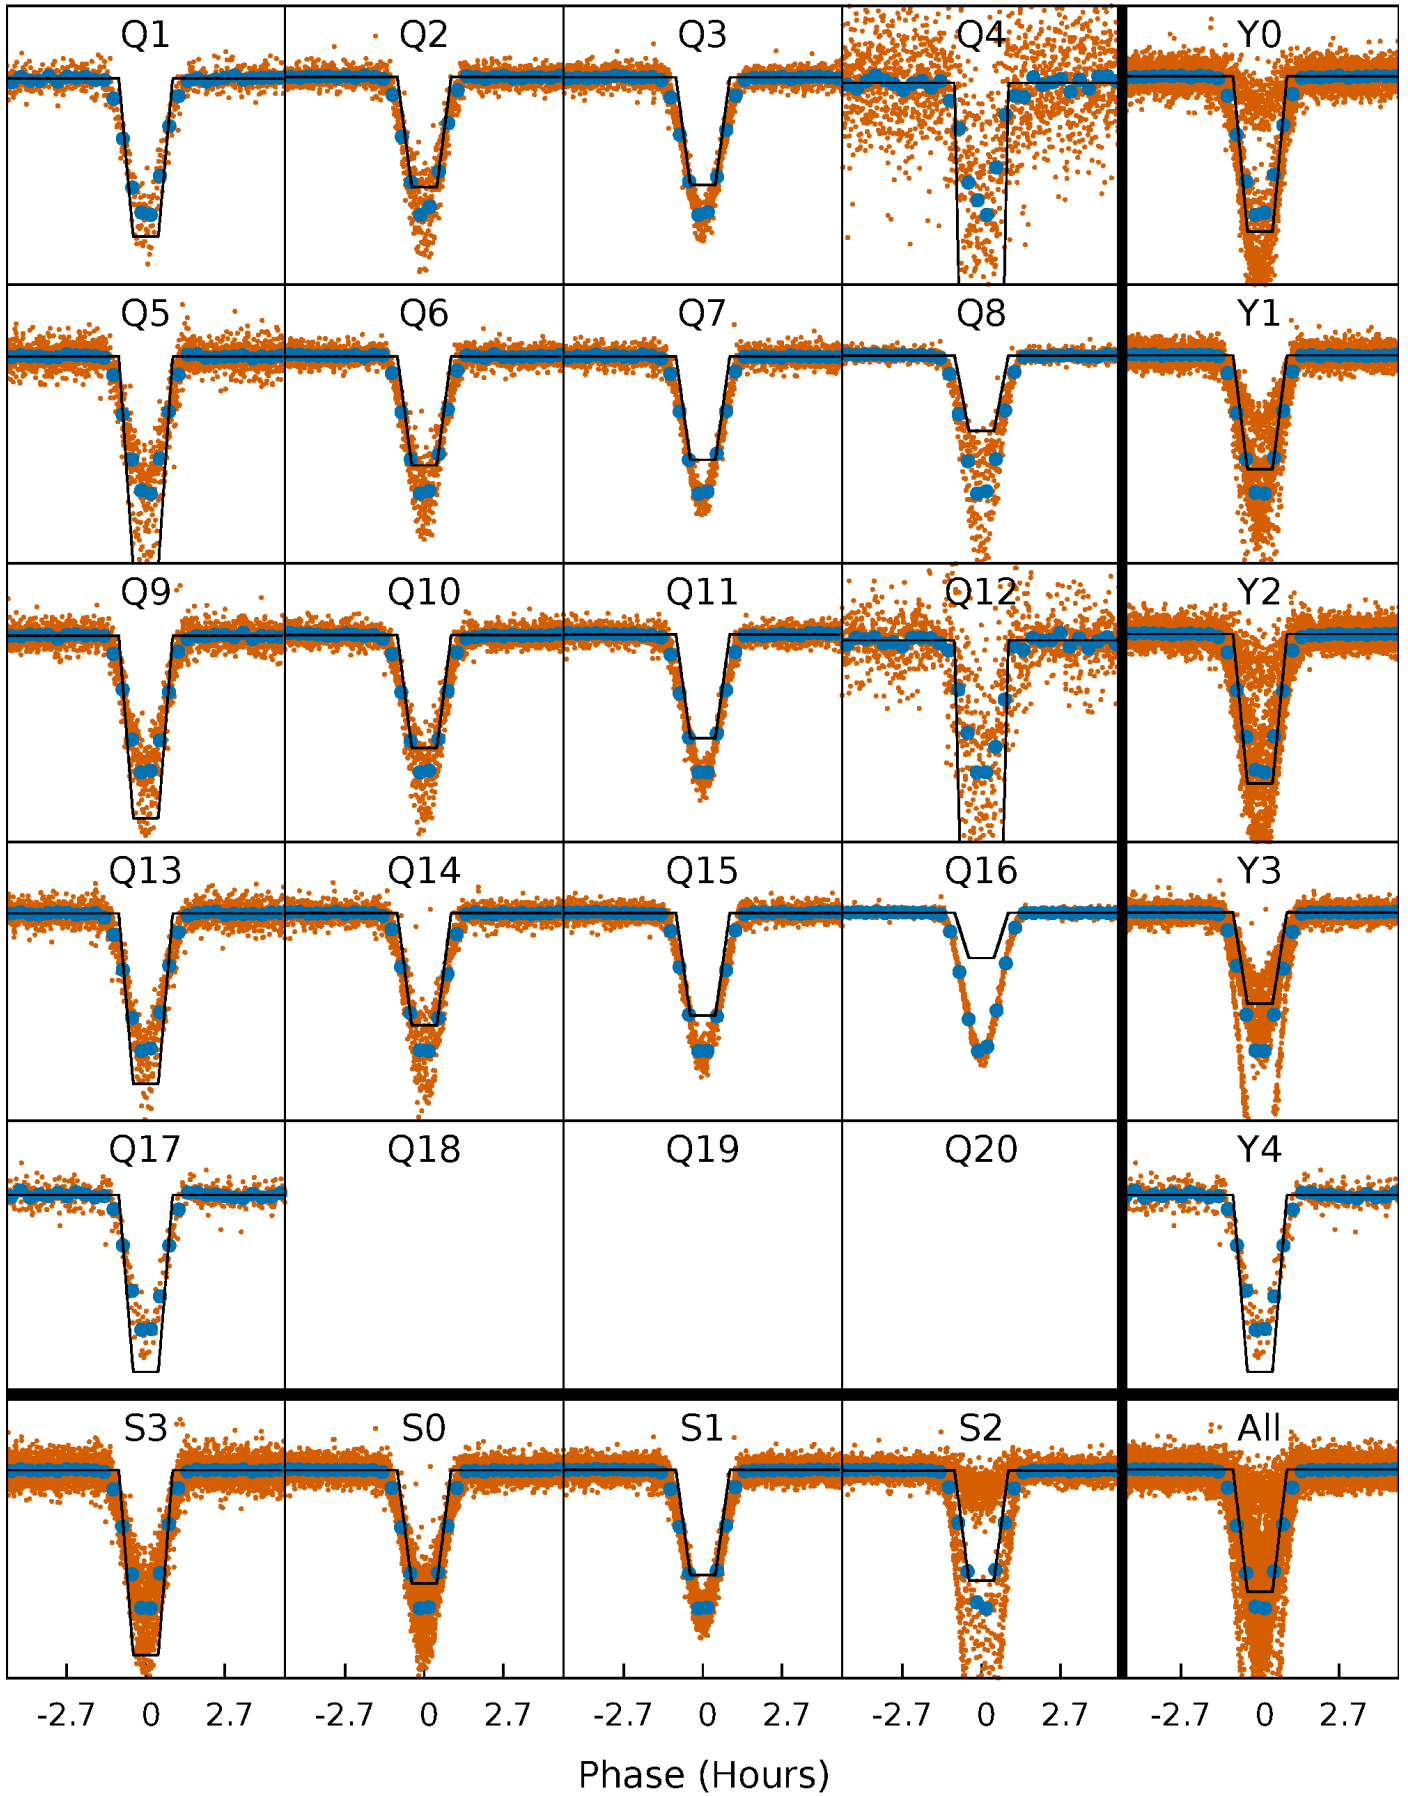 Q1 Q2 Q3 Q4 Y0
Q5 Q6 Q7 Q8 Y1
Q9 Q10 Q11 Q12 Y2
Q13 Q14 Q15 Q16 Y3
Q17 Q18 Q19 Q20 Y4
S3 S0 S1 S2 All
-2.7 0 2.7 -2.7 0 2.7 -2.7 0 2.7 -2.7 0 2.7 -2.7 0 2.7
Phase (Hours)